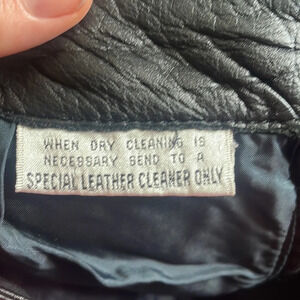 WHEN DRY CLEANING IS
NECESSARY SEND TO A
SPECIAL LEATHER CLEANER ONLY